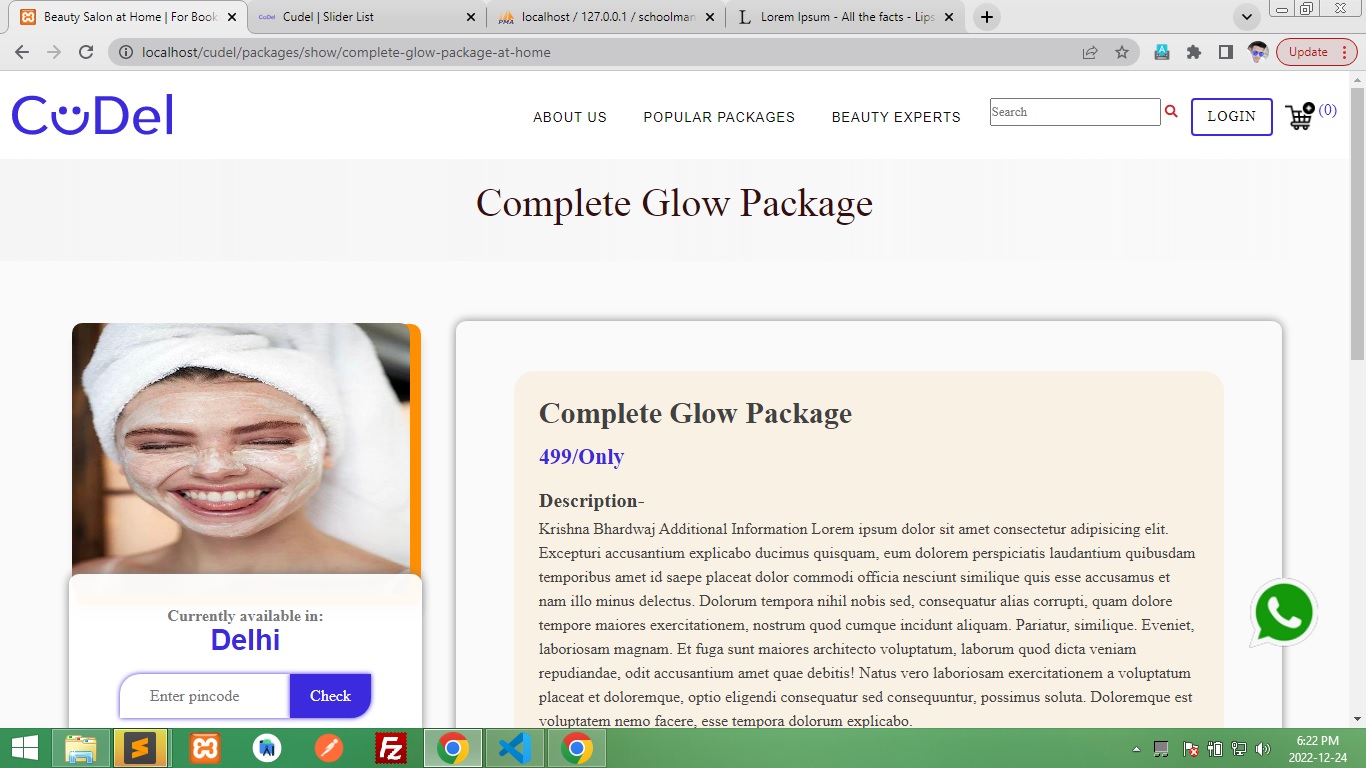 Beauty Salon at Home | For Book
Cudel | Slider List
localhost / 127.0.0.1 / schoolman
Lorem Ipsum - All the facts - Lips
localhost/cudel/packages/show/complete-glow-package-at-home
Update
CuDel
ABOUT US
POPULAR PACKAGES
BEAUTY EXPERTS
Search
LOGIN
(0)
Complete Glow Package
Currently available in:
Delhi
Enter pincode
Check
Complete Glow Package
499/Only
Description-
Krishna Bhardwaj Additional Information Lorem ipsum dolor sit amet consectetur adipisicing elit.
Excepturi accusantium explicabo ducimus quisquam, eum dolorem perspiciatis laudantium quibusdam
temporibus amet id saepe placeat dolor commodi officia nesciunt similique quis esse accusamus et
nam illo minus delectus. Dolorum tempora nihil nobis sed, consequatur alias corrupti, quam dolore
tempore maiores exercitationem, nostrum quod cumque incidunt aliquam. Pariatur, similique. Eveniet,
laboriosam magnam. Et fuga sunt maiores architecto voluptatum, laborum quod dicta veniam
repudiandae, odit accusantium amet quae debitis! Natus vero laboriosam exercitationem a voluptatum
placeat et doloremque, optio eligendi consequatur sed consequuntur, possimus soluta. Doloremque est
voluptatem nemo facere, esse tempora dolorum explicabo.
6:22 PM
2022-12-24